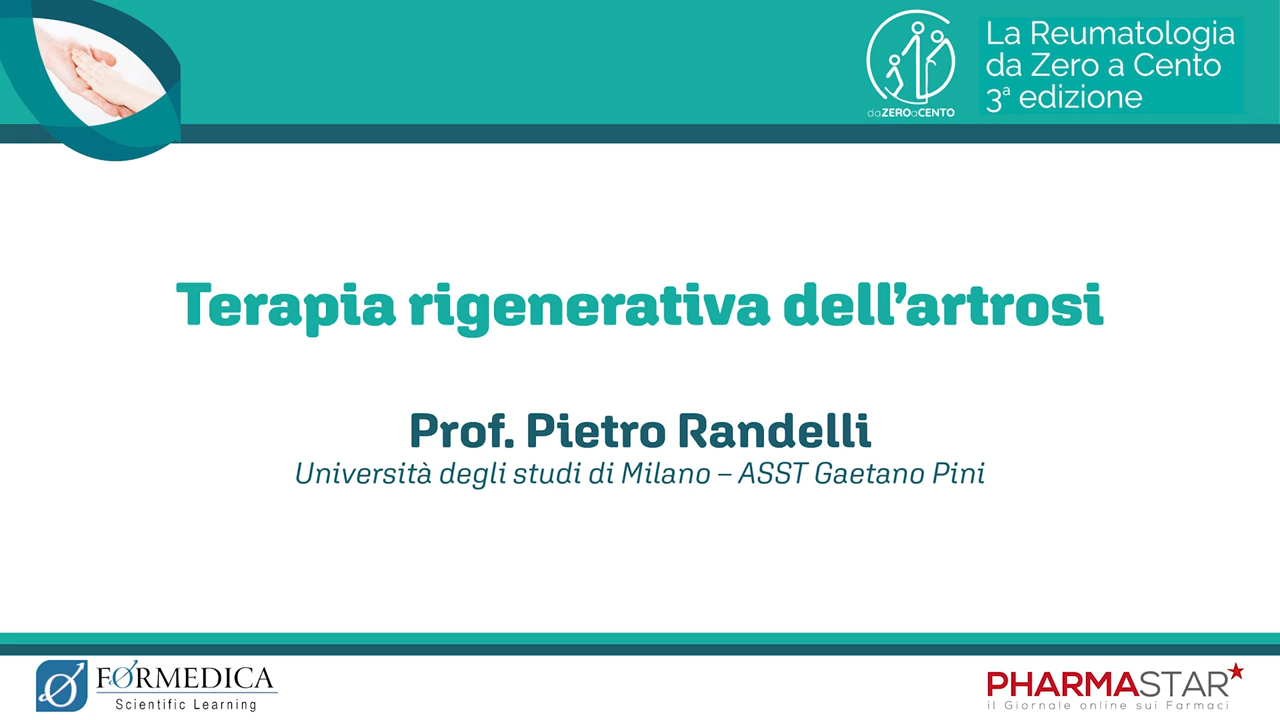 La Reumatologia
da Zero a Cento
3ª edizione
daZEROaCENTO
Terapia rigenerativa dell’artrosi
Prof. Pietro Randelli
Università degli studi di Milano – ASST Gaetano Pini
FORMEDICA
Scientific Learning
PHARMASTAR
il Giornale online sui Farmaci